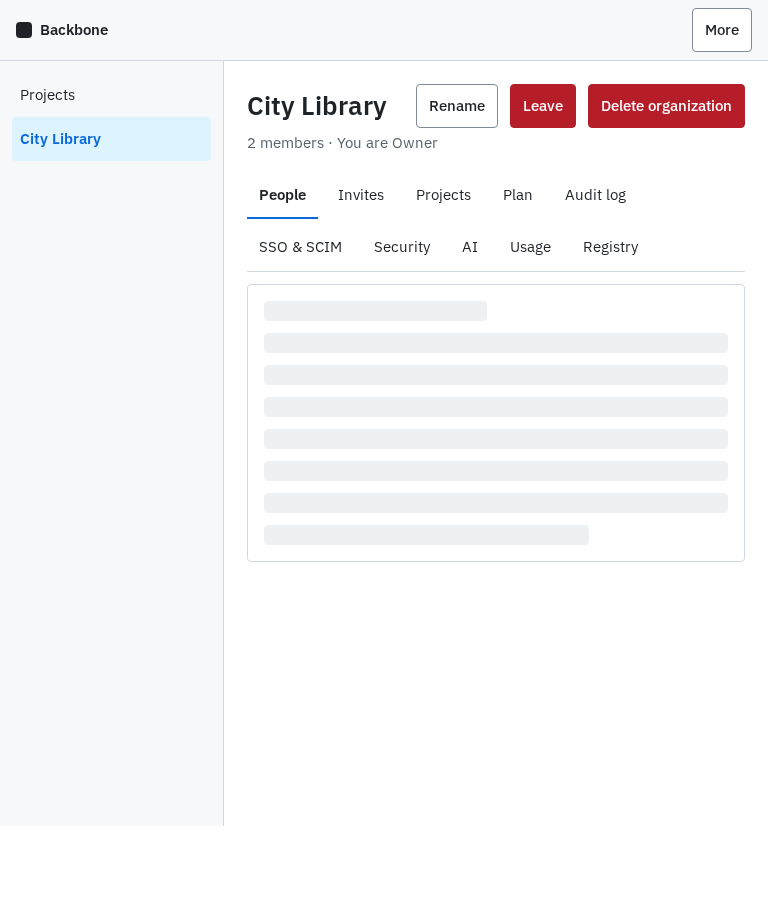 Backbone
More
Projects
City Library
City Library
Rename
Leave
Delete organization
2 members · You are Owner
People
Invites
Projects
Plan
Audit log
SSO & SCIM
Security
AI
Usage
Registry